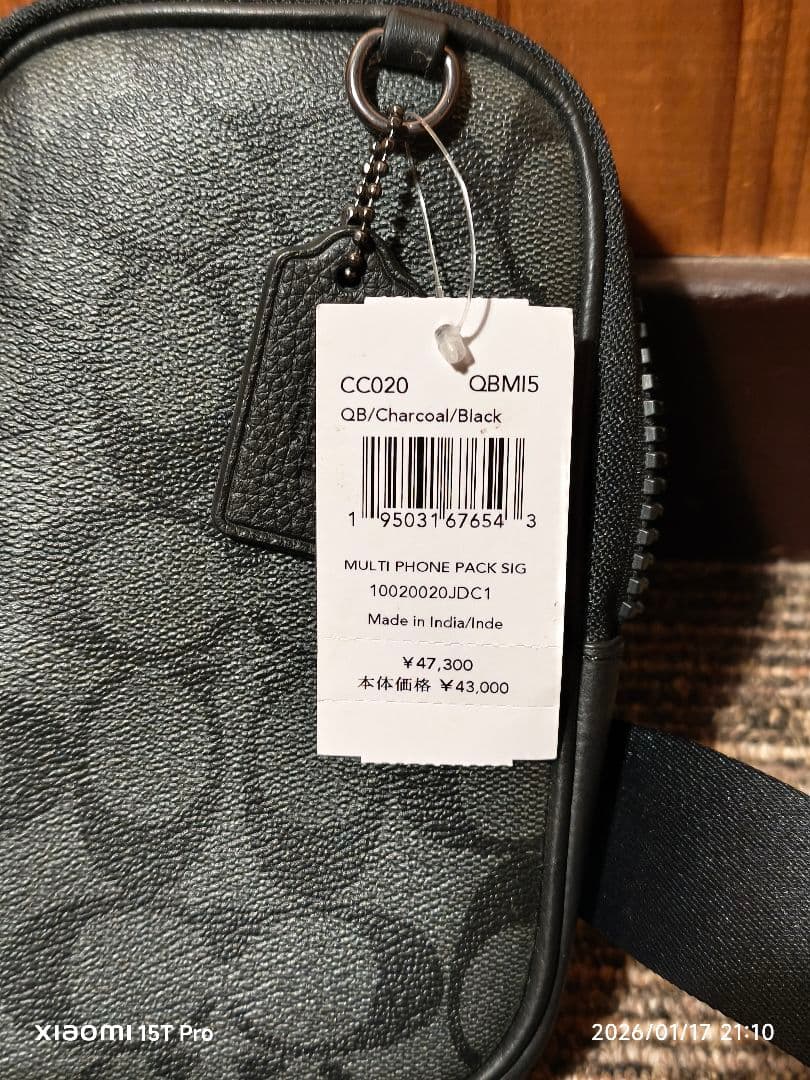 CC020 QBMI5
QB/Charcoal/Black
1 95031 67654 3
MULTI PHONE PACK SIG
10020020JDC1
Made in India/Inde
¥47,300
本体価格 ¥43,000
XIAOMI 15T Pro
2026/01/17 21:10